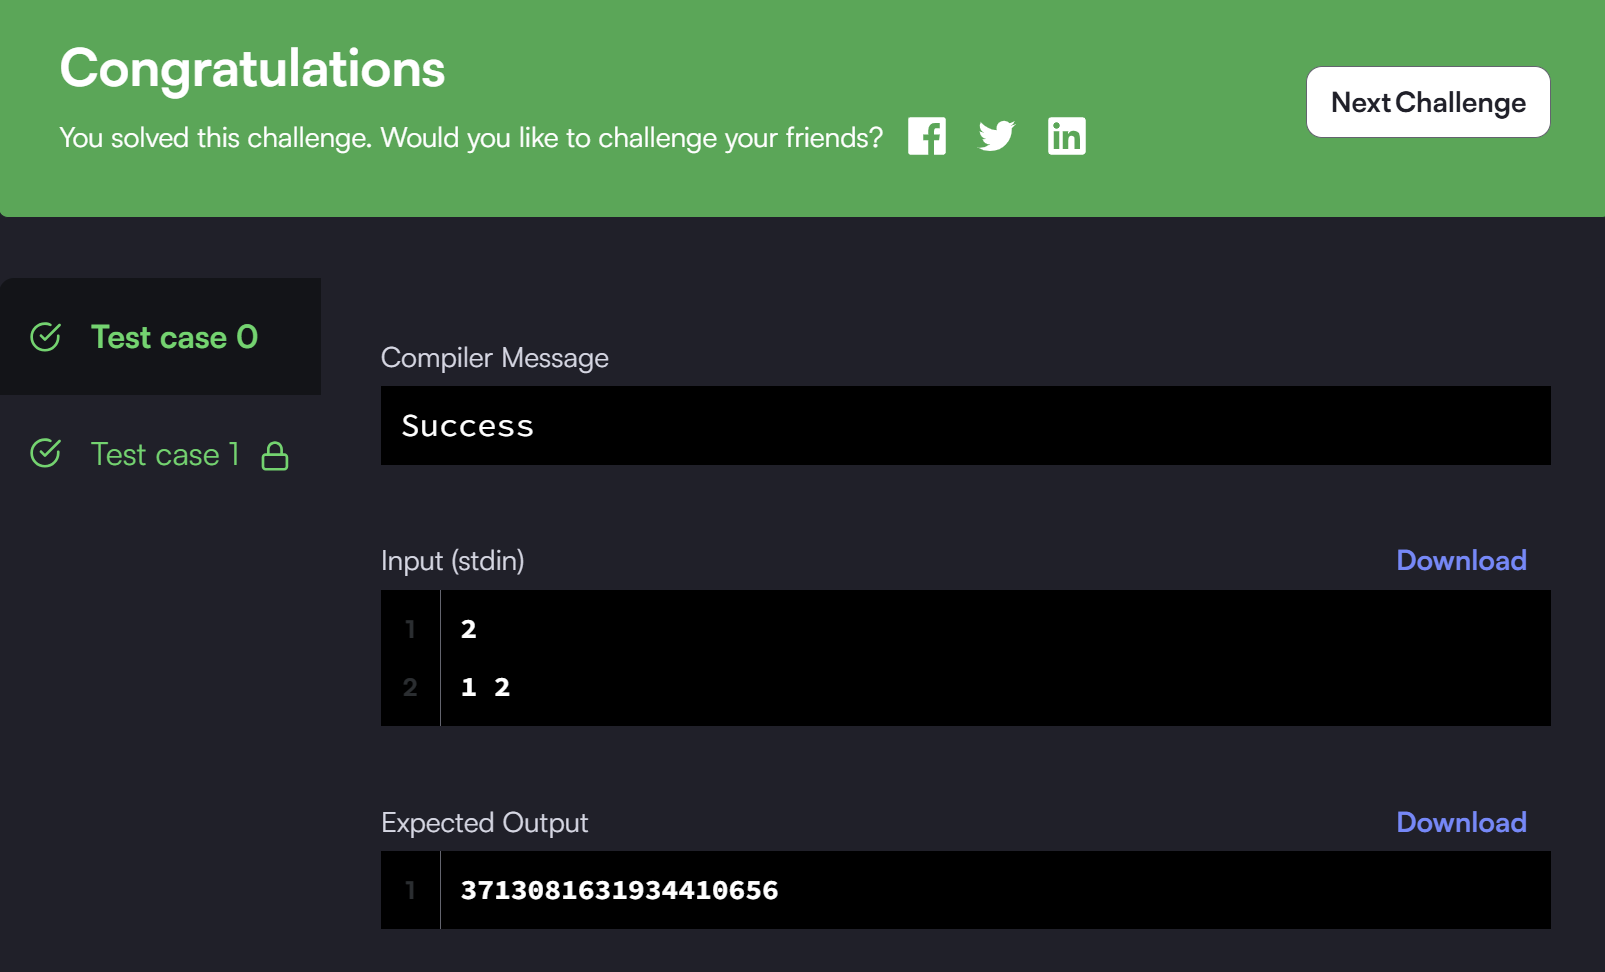 Congratulations
You solved this challenge. Would you like to challenge your friends?
Next Challenge
Test case 0
Test case 1
Compiler Message
Success
Input (stdin)
Download
1 2
2 1 2
Expected Output
Download
1 3713081631934410656